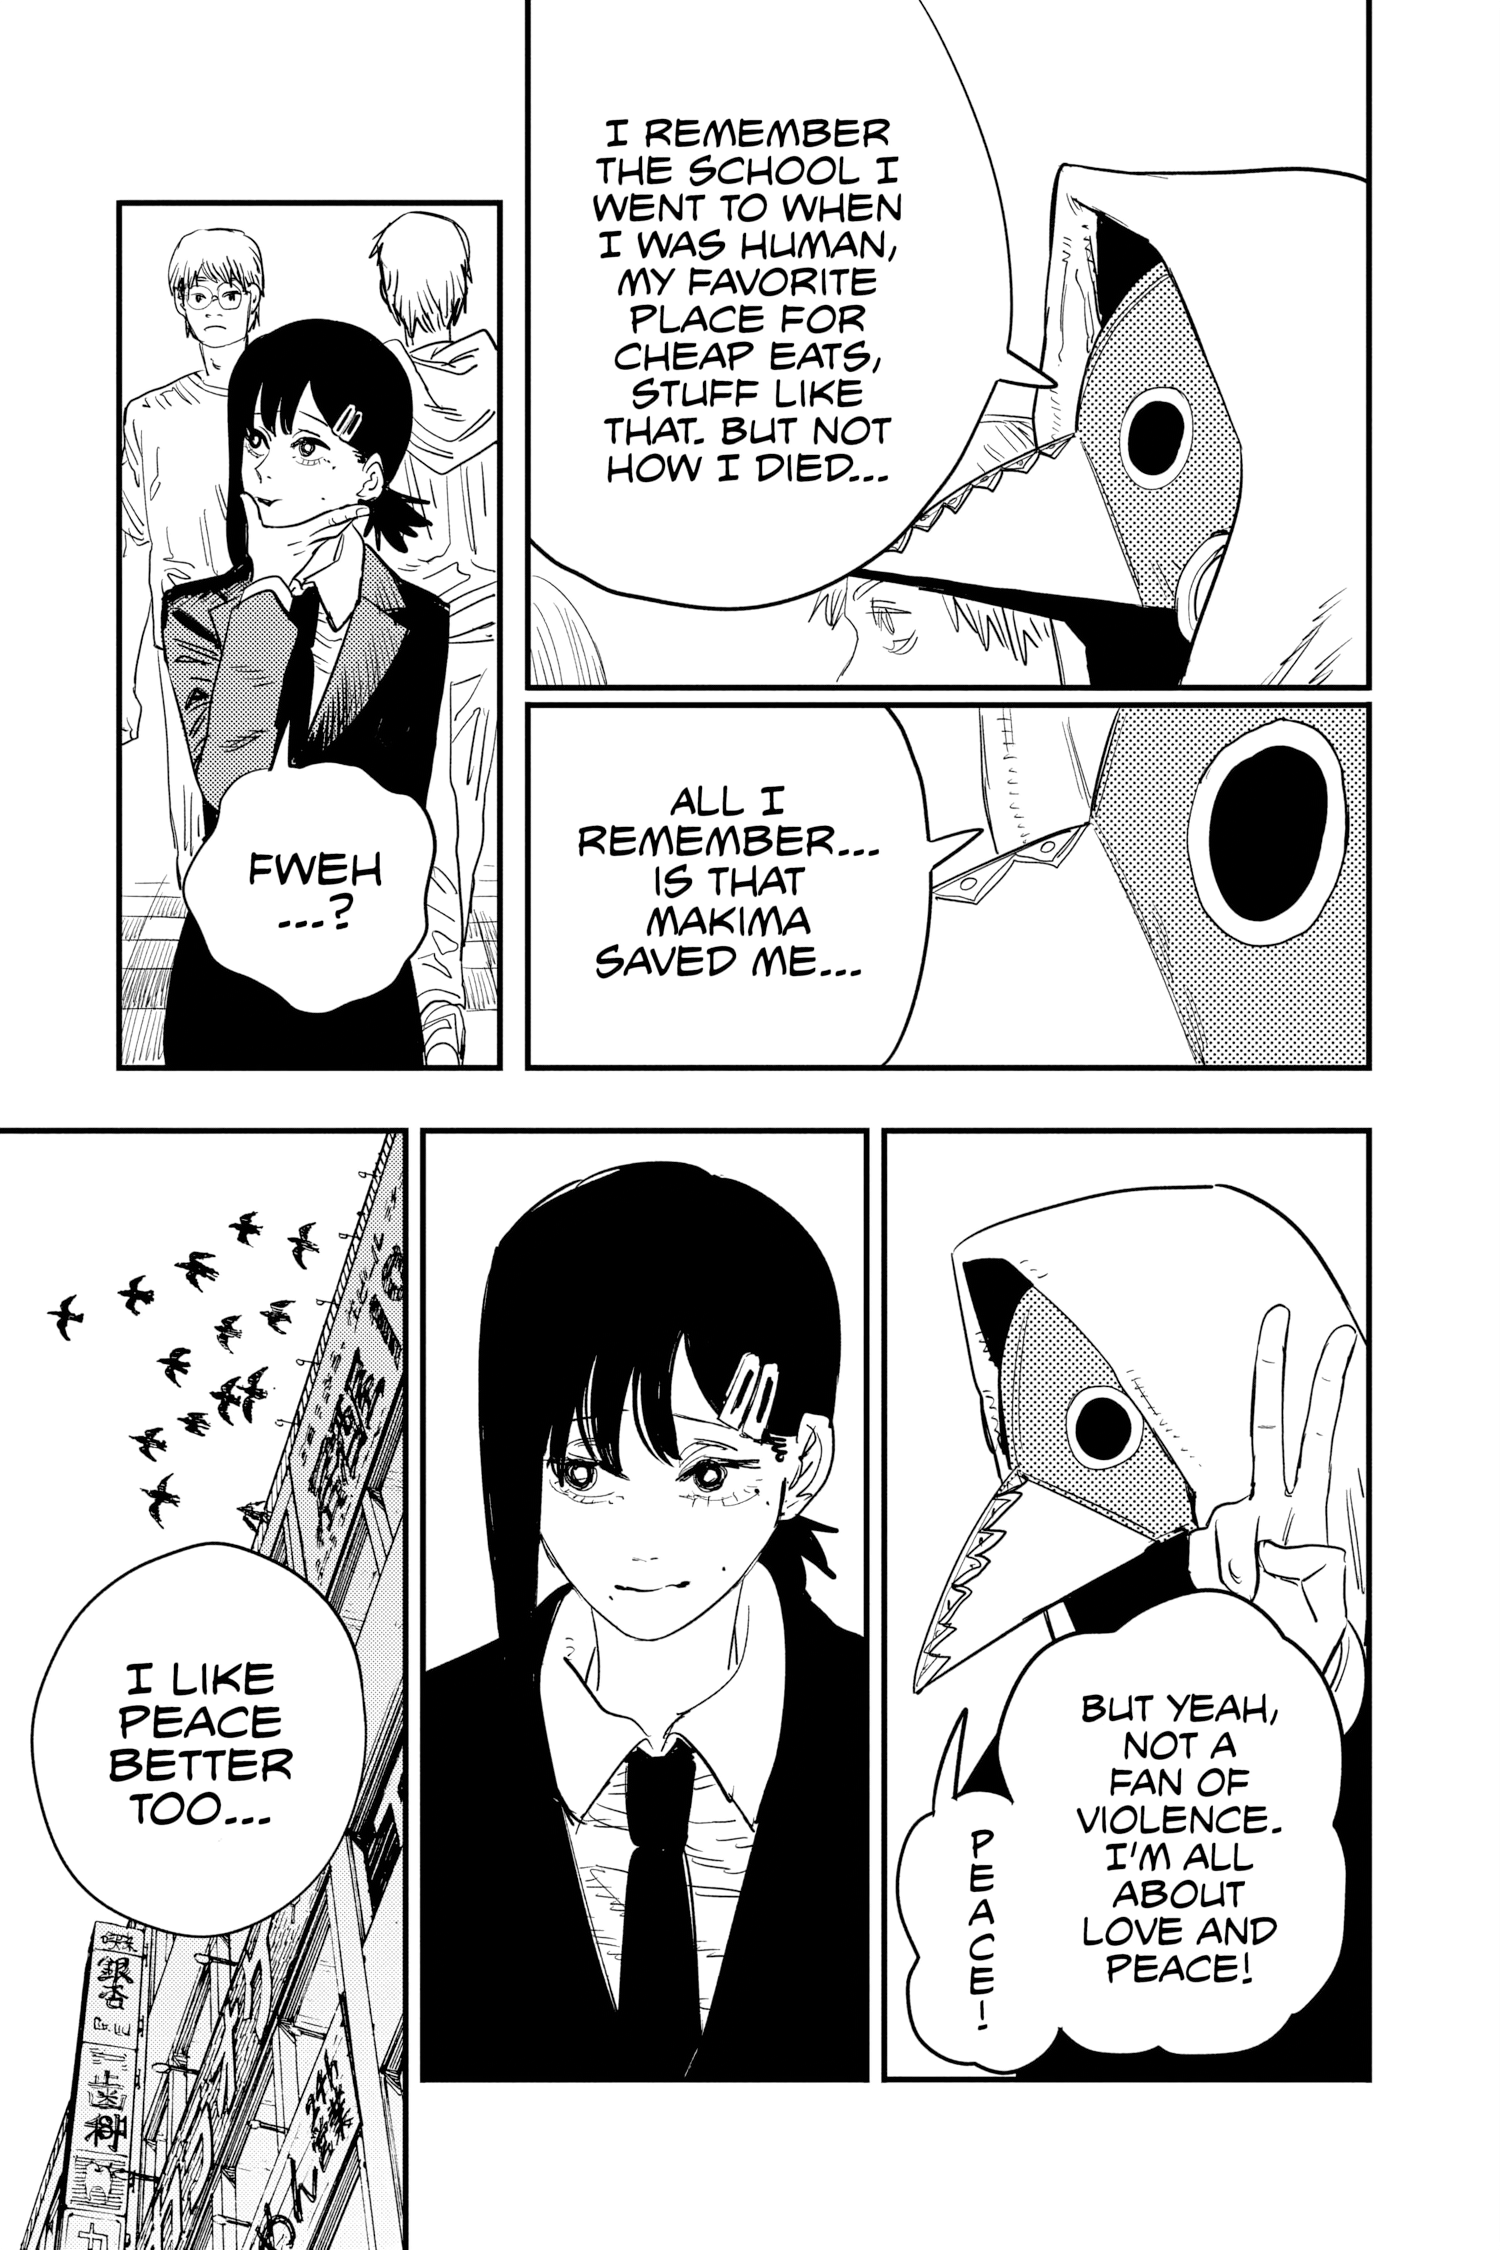 I REMEMBER
THE SCHOOL I
WENT TO WHEN
I WAS HUMAN,
MY FAVORITE
PLACE FOR
CHEAP EATS,
STUFF LIKE
THAT. BUT NOT
HOW I DIED...
ALL I
REMEMBER...
IS THAT
MAKIMA
SAVED ME...
FWEH
...?
BUT YEAH,
NOT A
FAN OF
VIOLENCE.
I'M ALL
ABOUT
LOVE AND
PEACE!
PEACE!
I LIKE
PEACE
BETTER
TOO...
銀杏
歯科